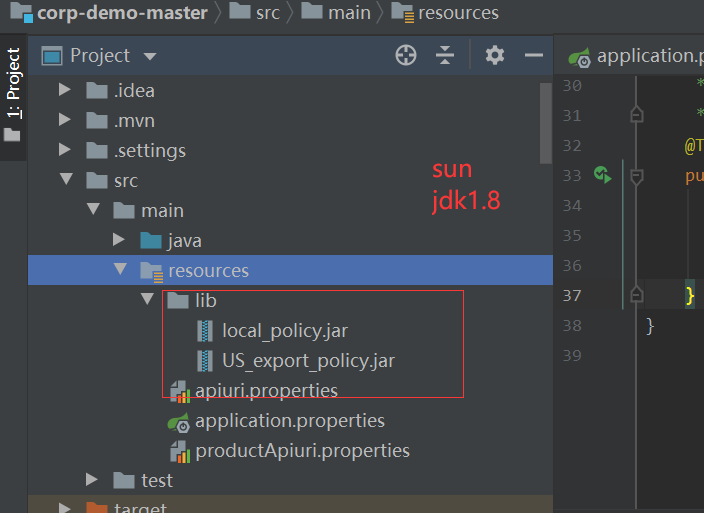 corp-demo-master
src
main
resources
Project
application.p
1: Project
.idea
.mvn
.settings
src
main
java
resources
lib
local_policy.jar
US_export_policy.jar
apiuri.properties
application.properties
productApiuri.properties
test
target
sun
jdk1.8
30 *
31 *
32 @T
33 pu
34
35
36
37 }
38 }
39